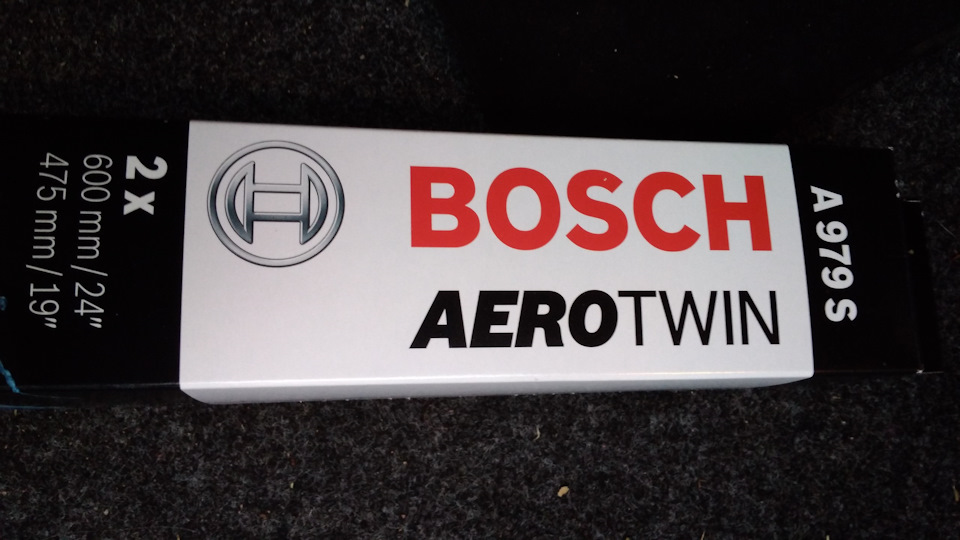 2 x
600 mm / 24"
475 mm / 19"
BOSCH
AEROTWIN
A 979 S